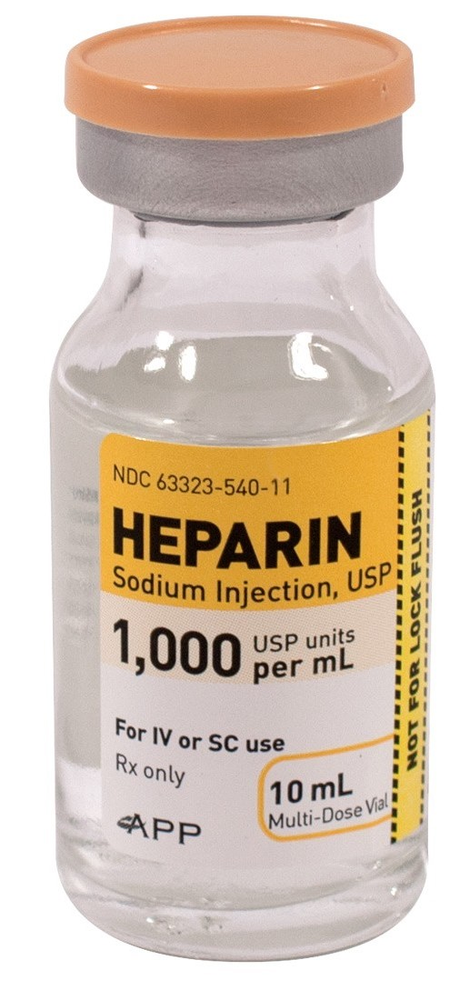 NDC 63323-540-11
HEPARIN
Sodium Injection, USP
1,000 USP units
per mL
For IV or SC use
Rx only
10 mL
Multi-Dose Vial
APP
NOT FOR LOCK FLUSH